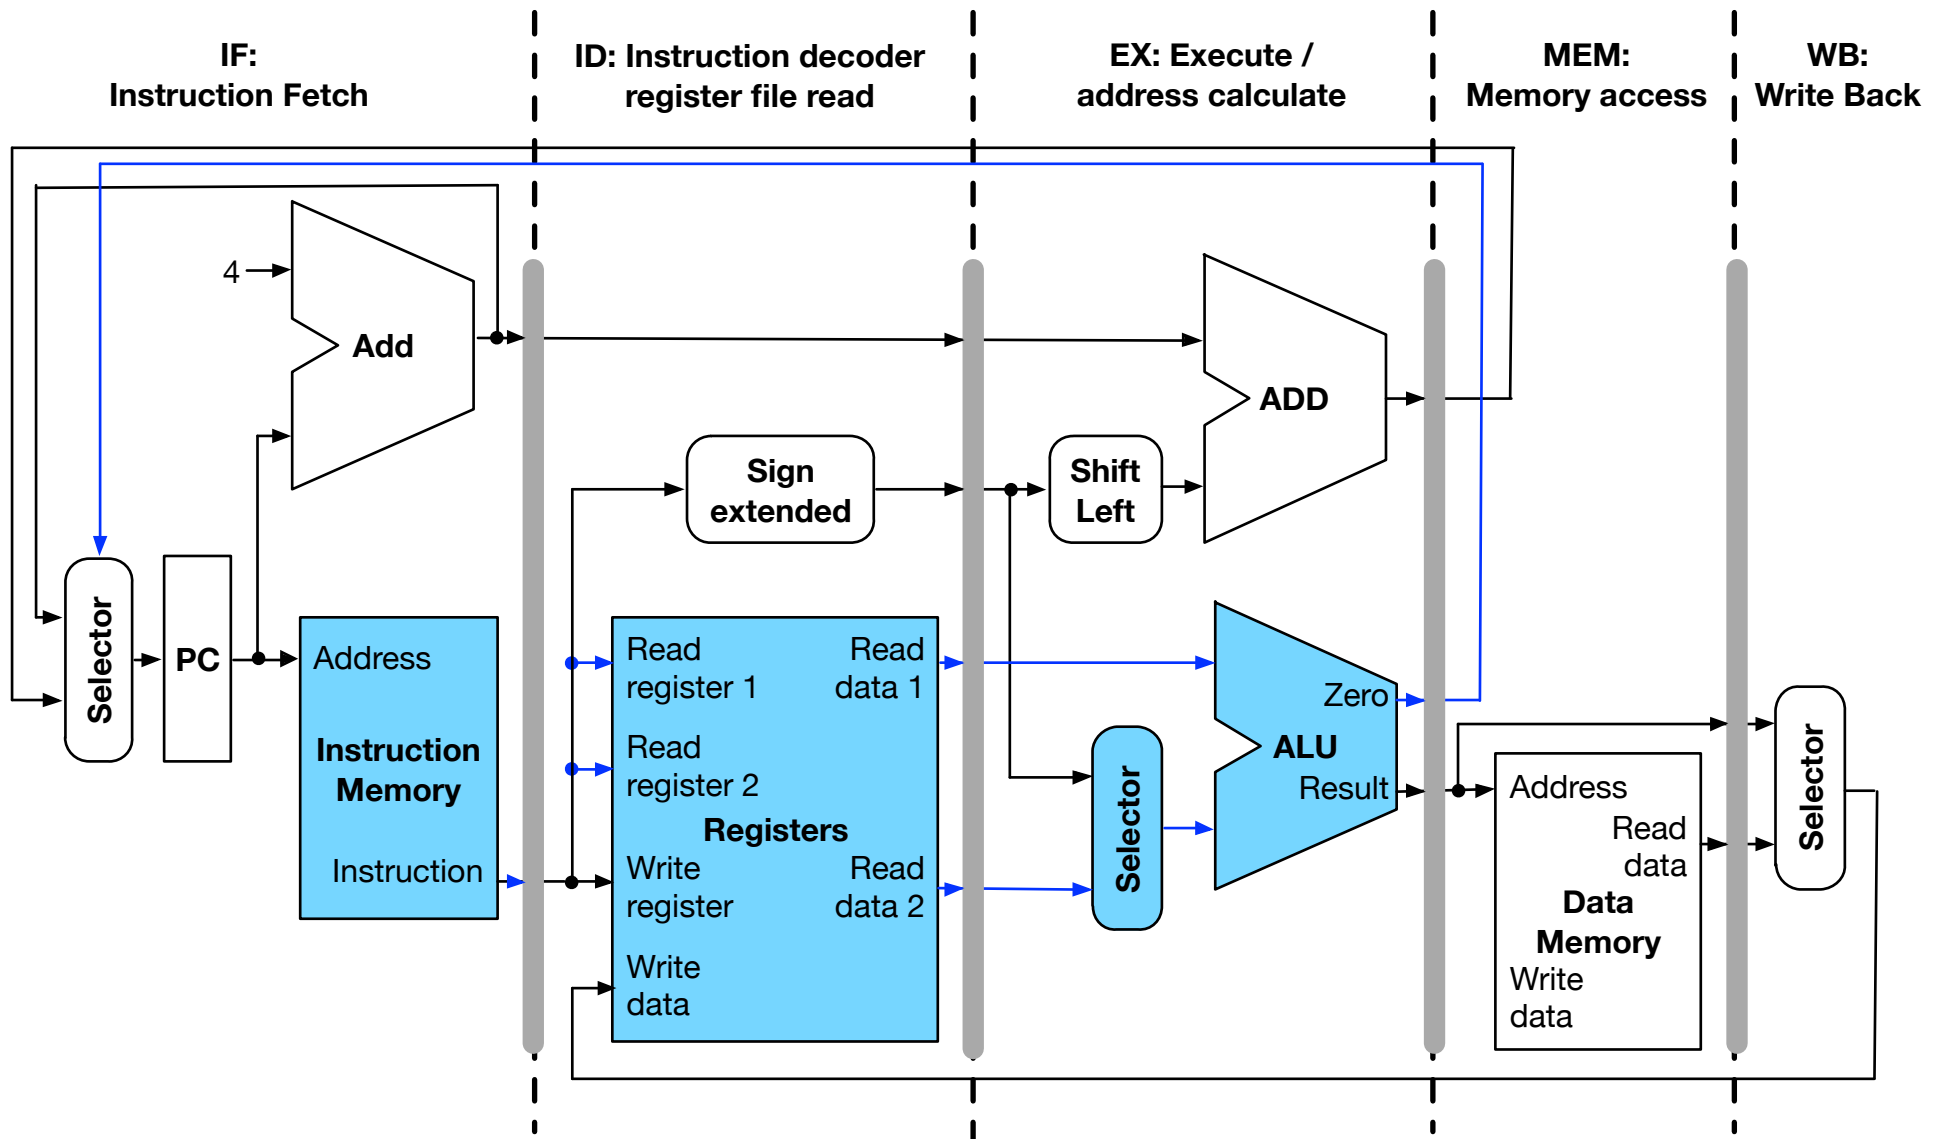 IF:
Instruction Fetch
ID: Instruction decoder
register file read
EX: Execute /
address calculate
MEM:
Memory access
WB:
Write Back
4
Add
ADD
Sign
extended
Shift
Left
Selector
PC
Address
Instruction
Memory
Instruction
Read
register 1
Read
data 1
Read
register 2
Registers
Write
register
Read
data 2
Write
data
Selector
Zero
ALU
Result
Address
Read
data
Data
Memory
Write
data
Selector